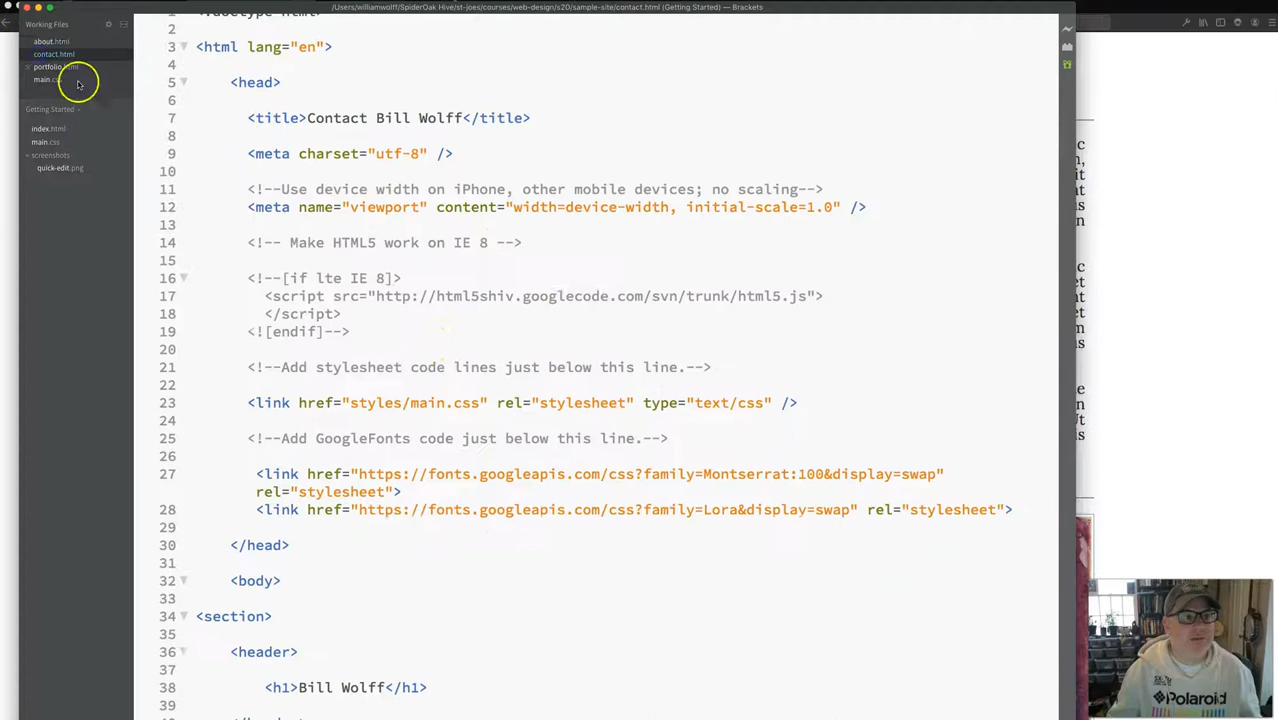 /Users/williamwolff/SpiderOak Hive/st-joes/courses/web-design/s20/sample-site/contact.html (Getting Started) — Brackets
Working Files
about.html
contact.html
portfolio.html
main.css
Getting Started
index.html
main.css
screenshots
quick-edit.png
1 <!doctype html>
2
3 <html lang="en">
4
5 <head>
6
7 <title>Contact Bill Wolff</title>
8
9 <meta charset="utf-8" />
10
11 <!--Use device width on iPhone, other mobile devices; no scaling-->
12 <meta name="viewport" content="width=device-width, initial-scale=1.0" />
13
14 <!-- Make HTML5 work on IE 8 -->
15
16 <!--[if lte IE 8]>
17 <script src="http://html5shiv.googlecode.com/svn/trunk/html5.js">
18 </script>
19 <![endif]-->
20
21 <!--Add stylesheet code lines just below this line.-->
22
23 <link href="styles/main.css" rel="stylesheet" type="text/css" />
24
25 <!--Add GoogleFonts code just below this line.-->
26
27 <link href="https://fonts.googleapis.com/css?family=Montserrat:100&display=swap"
rel="stylesheet">
28 <link href="https://fonts.googleapis.com/css?family=Lora&display=swap" rel="stylesheet">
29
30 </head>
31
32 <body>
33
34 <section>
35
36 <header>
37
38 <h1>Bill Wolff</h1>
39
POLaROID